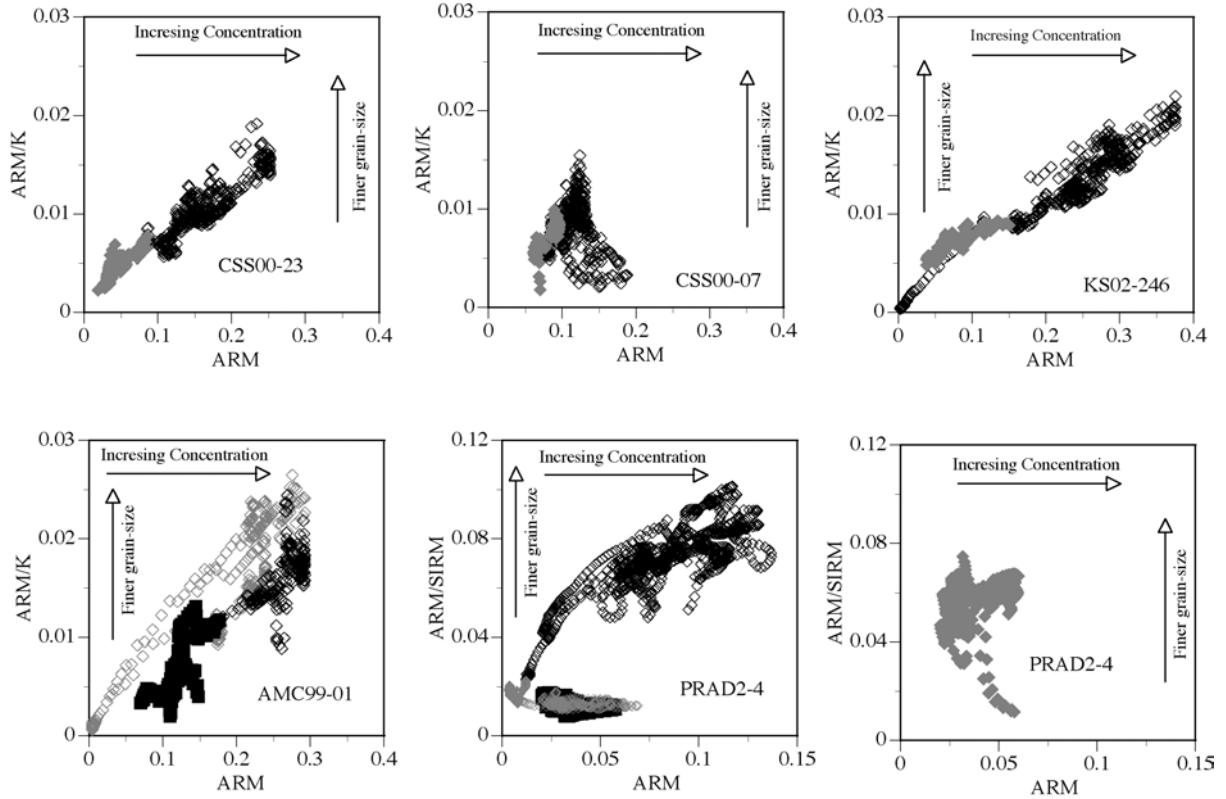 0.03
0.02
0.01
0
ARM/K
Incresing Concentration
Finer grain-size
CSS00-23
0 0.1 0.2 0.3 0.4
ARM
0.03
0.02
0.01
0
ARM/K
Incresing Concentration
Finer grain-size
CSS00-07
0 0.1 0.2 0.3 0.4
ARM
0.03
0.02
0.01
0
ARM/K
Incresing Concentration
Finer grain-size
KS02-246
0 0.1 0.2 0.3 0.4
ARM
0.03
0.02
0.01
0
ARM/K
Incresing Concentration
Finer grain-size
AMC99-01
0 0.1 0.2 0.3 0.4
ARM
0.12
0.08
0.04
0
ARM/SIRM
Incresing Concentration
Finer grain-size
PRAD2-4
0 0.05 0.1 0.15
ARM
0.12
0.08
0.04
0
ARM/SIRM
Incresing Concentration
Finer grain-size
PRAD2-4
0 0.05 0.1 0.15
ARM